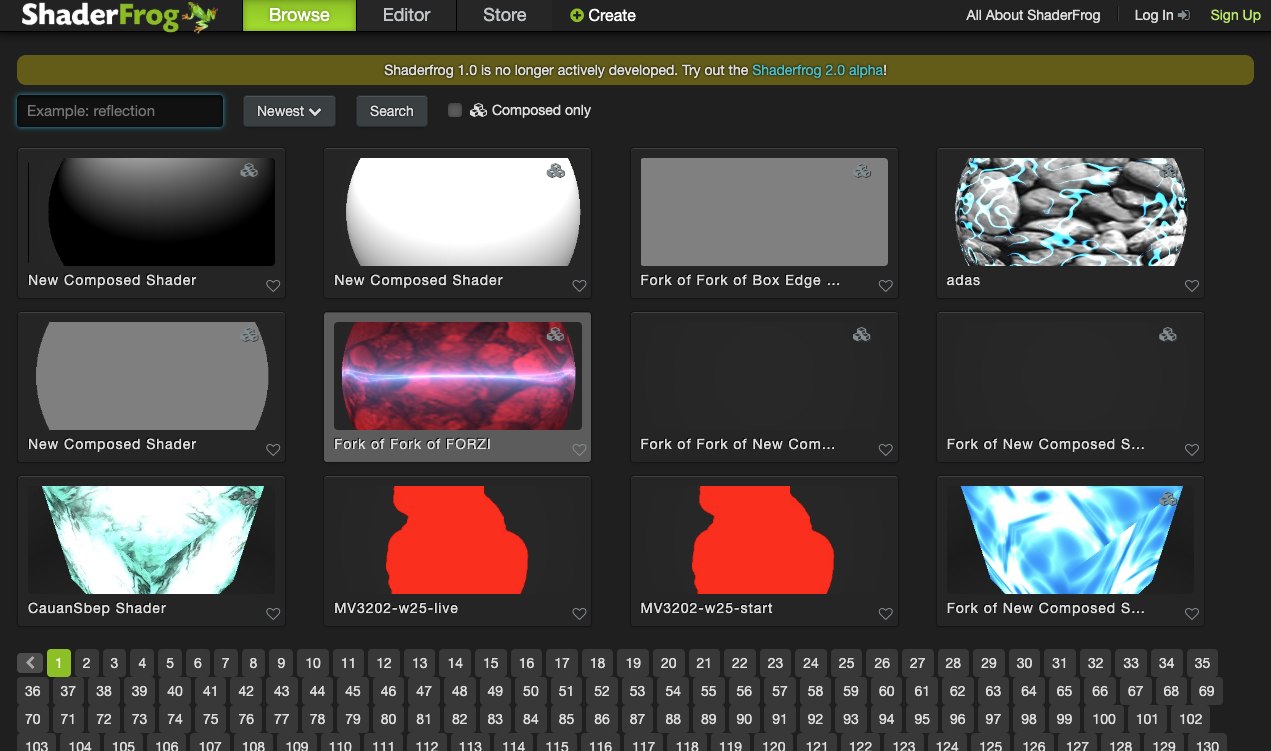 ShaderFrog Browse Editor Store Create All About ShaderFrog Log In Sign Up
Shaderfrog 1.0 is no longer actively developed. Try out the Shaderfrog 2.0 alpha!
Example: reflection Newest Search Composed only
New Composed Shader New Composed Shader Fork of Fork of Box Edge ... adas
New Composed Shader Fork of Fork of FORZI Fork of Fork of New Com... Fork of New Composed S...
CauanSbep Shader MV3202-w25-live MV3202-w25-start Fork of New Composed S...
1 2 3 4 5 6 7 8 9 10 11 12 13 14 15 16 17 18 19 20 21 22 23 24 25 26 27 28 29 30 31 32 33 34 35
36 37 38 39 40 41 42 43 44 45 46 47 48 49 50 51 52 53 54 55 56 57 58 59 60 61 62 63 64 65 66 67 68 69
70 71 72 73 74 75 76 77 78 79 80 81 82 83 84 85 86 87 88 89 90 91 92 93 94 95 96 97 98 99 100 101 102
103 104 105 106 107 108 109 110 111 112 113 114 115 116 117 118 119 120 121 122 123 124 125 126 127 128 129 130